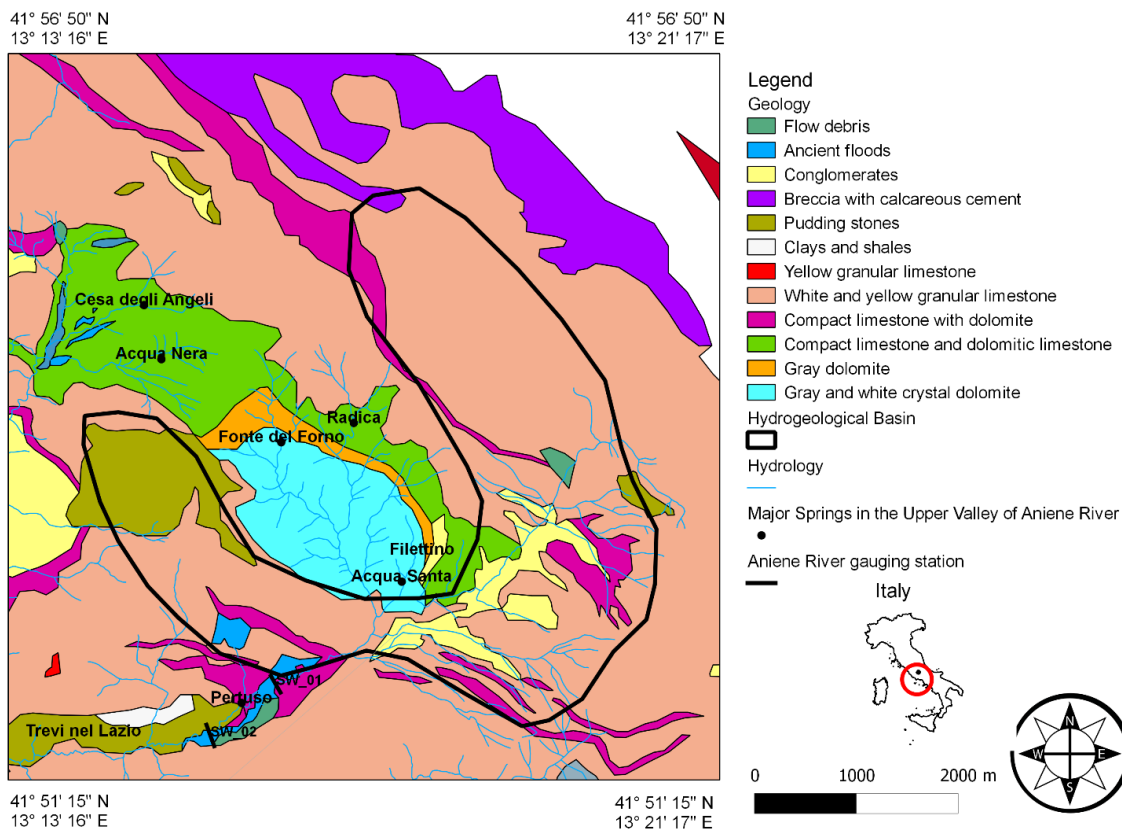 41° 56' 50" N
13° 13' 16" E
41° 56' 50" N
13° 21' 17" E
Cesa degli Angeli
Acqua Nera
Radica
Fonte del Forno
Filettino
Acqua Santa
SW_01
Pertuso
Trevi nel Lazio
SW_02
41° 51' 15" N
13° 13' 16" E
41° 51' 15" N
13° 21' 17" E
Legend
Geology
Flow debris
Ancient floods
Conglomerates
Breccia with calcareous cement
Pudding stones
Clays and shales
Yellow granular limestone
White and yellow granular limestone
Compact limestone with dolomite
Compact limestone and dolomitic limestone
Gray dolomite
Gray and white crystal dolomite
Hydrogeological Basin
Hydrology
Major Springs in the Upper Valley of Aniene River
Aniene River gauging station
Italy
0 1000 2000 m
N
W E
S